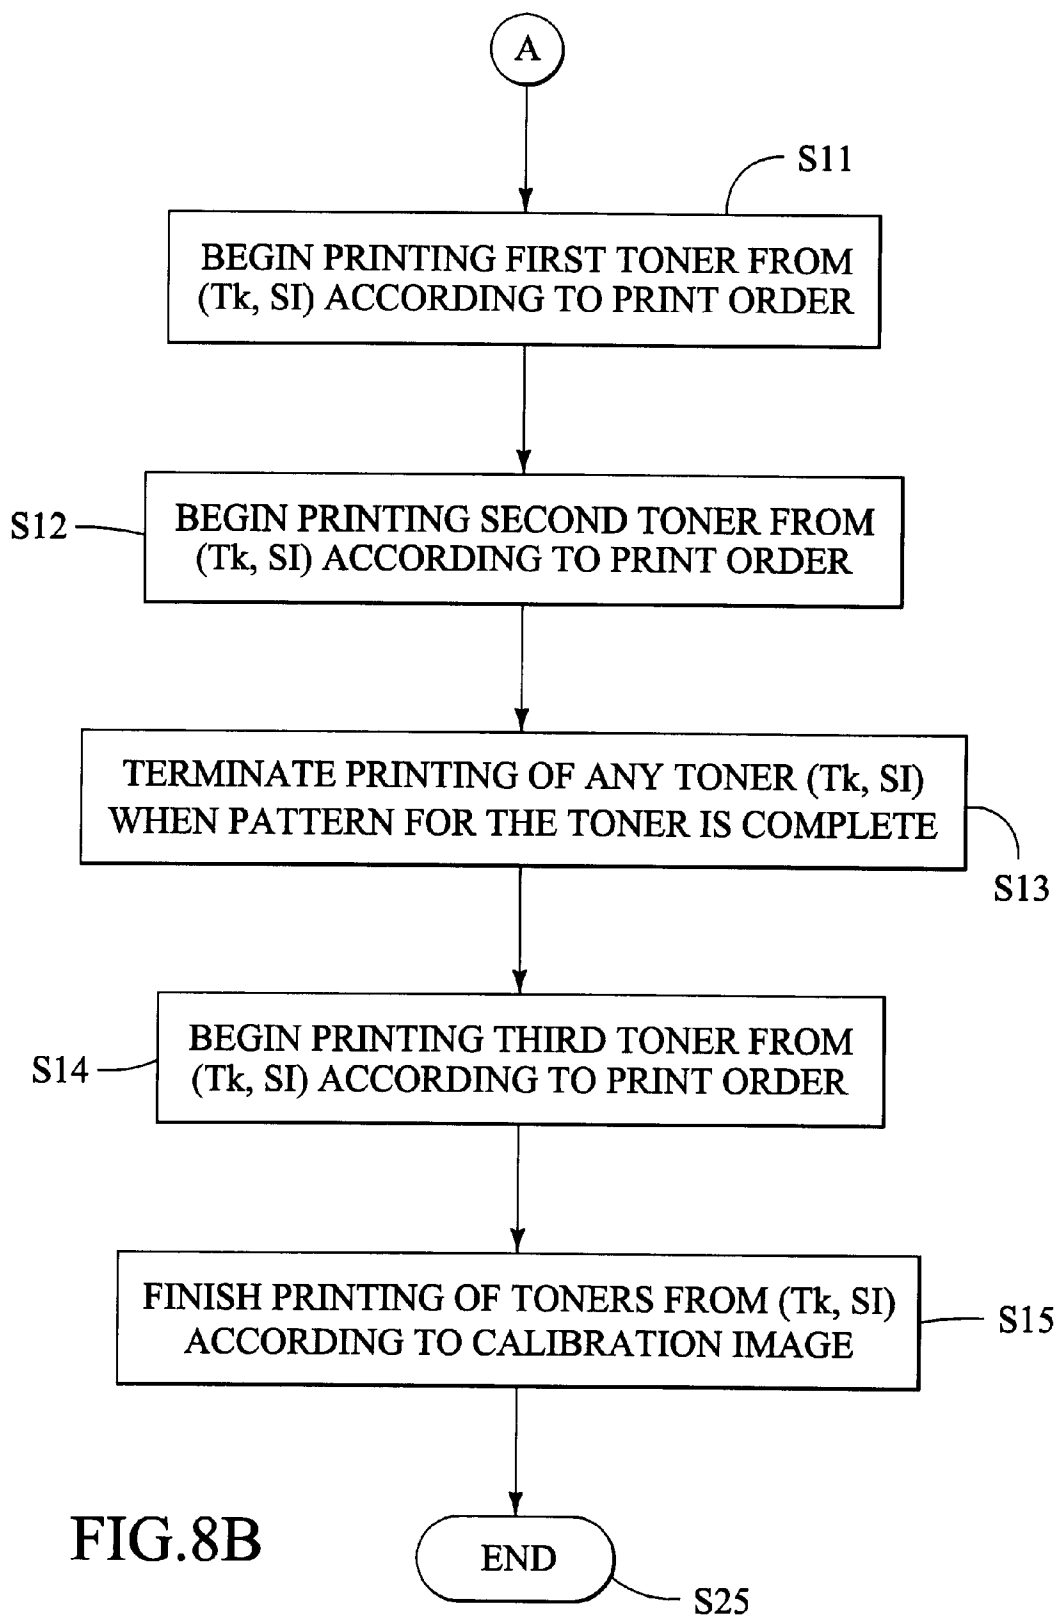 A
S11
BEGIN PRINTING FIRST TONER FROM
(Tk, SI) ACCORDING TO PRINT ORDER
S12
BEGIN PRINTING SECOND TONER FROM
(Tk, SI) ACCORDING TO PRINT ORDER
TERMINATE PRINTING OF ANY TONER (Tk, SI)
WHEN PATTERN FOR THE TONER IS COMPLETE
S13
S14
BEGIN PRINTING THIRD TONER FROM
(Tk, SI) ACCORDING TO PRINT ORDER
FINISH PRINTING OF TONERS FROM (Tk, SI)
ACCORDING TO CALIBRATION IMAGE
S15
FIG.8B
END
S25